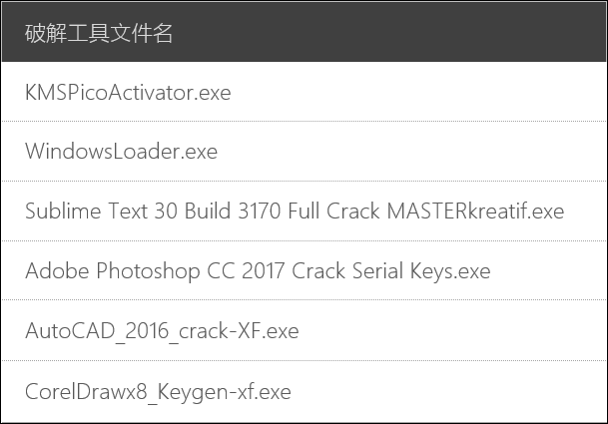 破解工具文件名
KMSPicoActivator.exe
WindowsLoader.exe
Sublime Text 30 Build 3170 Full Crack MASTERkreatif.exe
Adobe Photoshop CC 2017 Crack Serial Keys.exe
AutoCAD_2016_crack-XF.exe
CorelDrawx8_Keygen-xf.exe